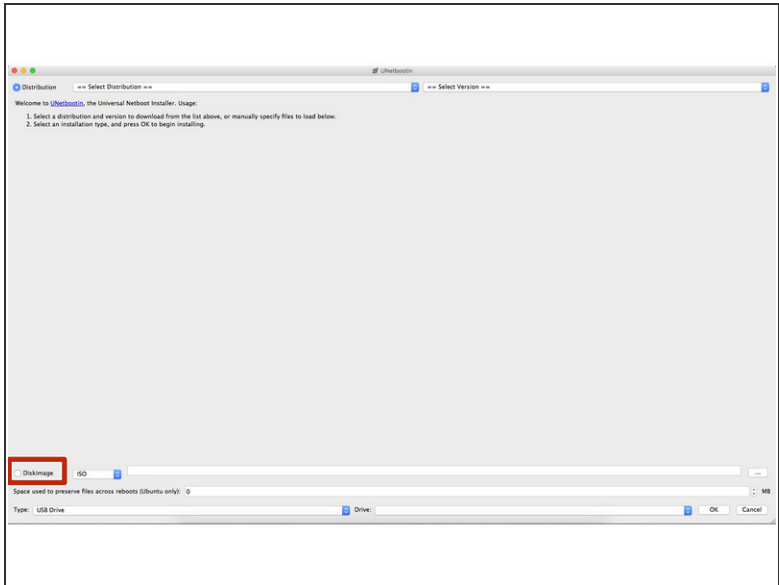 UNetbootin
Distribution == Select Distribution == == Select Version ==
Welcome to UNetbootin, the Universal Netboot Installer. Usage:
1. Select a distribution and version to download from the list above, or manually specify files to load below.
2. Select an installation type, and press OK to begin installing.
Diskimage ISO ...
Space used to preserve files across reboots (Ubuntu only): 0 MB
Type: USB Drive Drive: OK Cancel